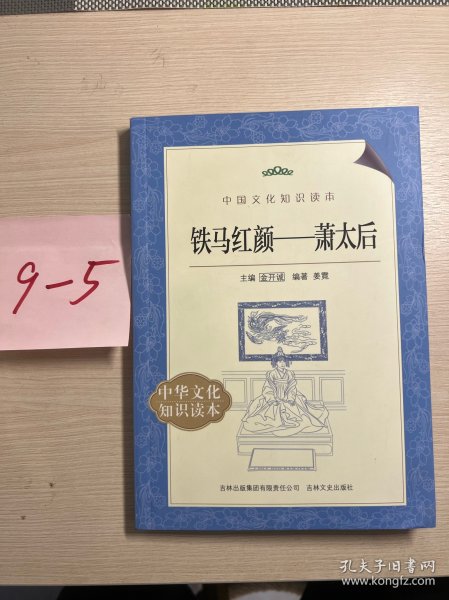 中国文化知识读本
铁马红颜——萧太后
主编 金开诚 编著 姜霓
9-5
中华文化
知识读本
吉林出版集团有限责任公司 吉林文史出版社
孔夫子旧书网
www.kongfz.com